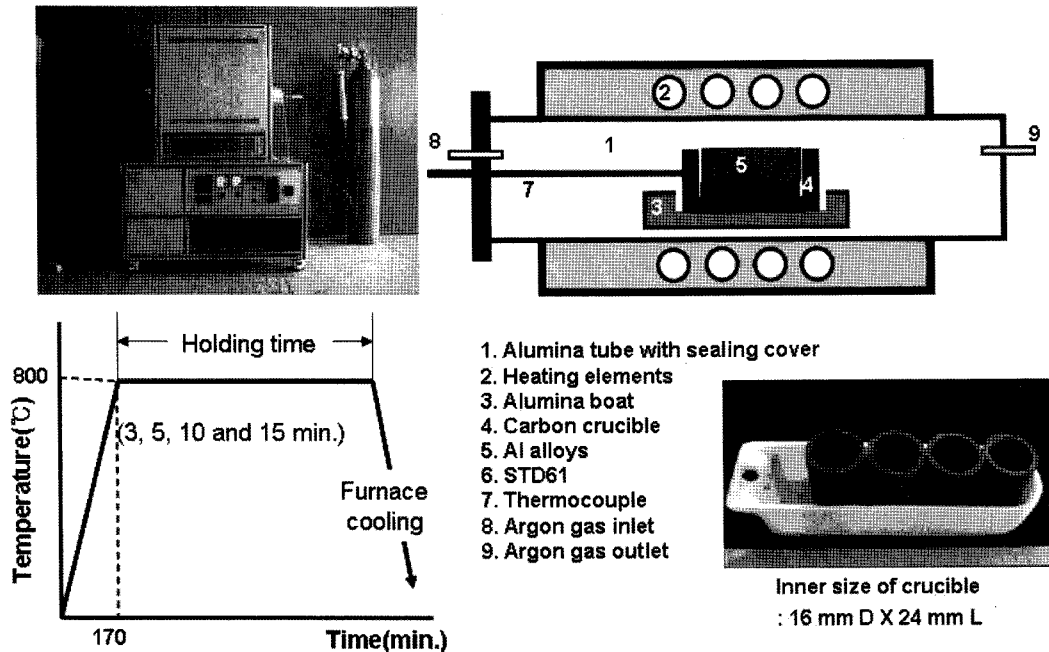 2
8
1
9
5
4
7
3
Holding time
800
Temperature(℃)
(3, 5, 10 and 15 min.)
Furnace
cooling
170
Time(min.)
1. Alumina tube with sealing cover
2. Heating elements
3. Alumina boat
4. Carbon crucible
5. Al alloys
6. STD61
7. Thermocouple
8. Argon gas inlet
9. Argon gas outlet
Inner size of crucible
: 16 mm D X 24 mm L